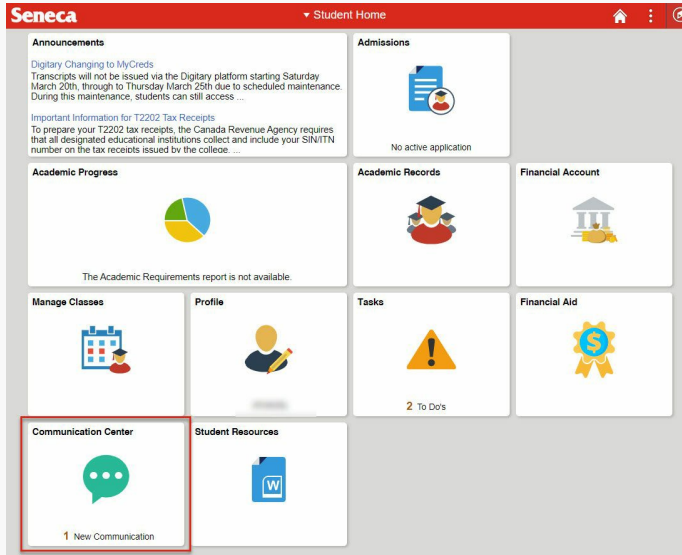 Seneca
Student Home
Announcements
Digitary Changing to MyCreds
Transcripts will not be issued via the Digitary platform starting Saturday
March 20th, through to Thursday March 25th due to scheduled maintenance.
During this maintenance, students can still access ...
Important Information for T2202 Tax Receipts
To prepare your T2202 tax receipts, the Canada Revenue Agency requires
that all designated educational institutions collect and include your SIN/ITN
number on the tax receipts issued by the college. ...
Admissions
No active application
Academic Progress
The Academic Requirements report is not available.
Academic Records
Financial Account
Manage Classes
Profile
Tasks
2 To Do's
Financial Aid
Communication Center
1 New Communication
Student Resources
W